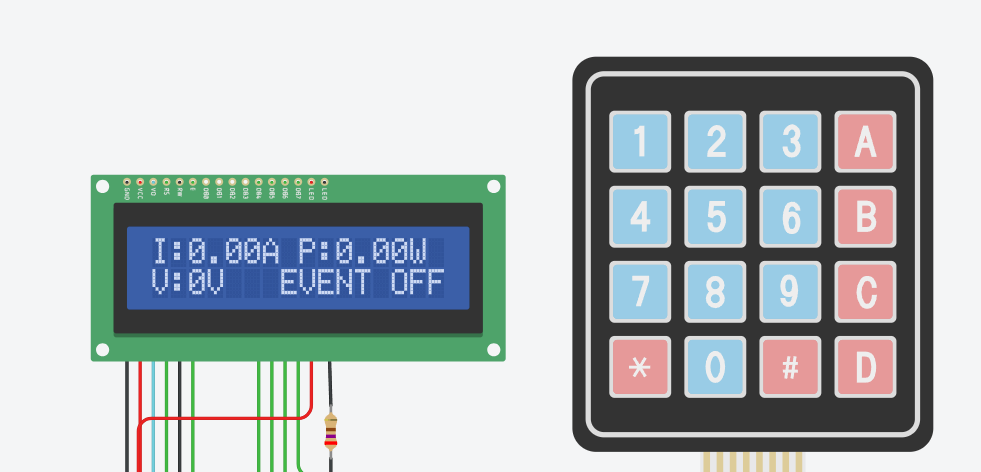 GND VCC VO RS RW E DB0 DB1 DB2 DB3 DB4 DB5 DB6 DB7 LED LED
I:0.00A P:0.00W
V:0V EVENT OFF
1 2 3 A
4 5 6 B
7 8 9 C
* 0 # D